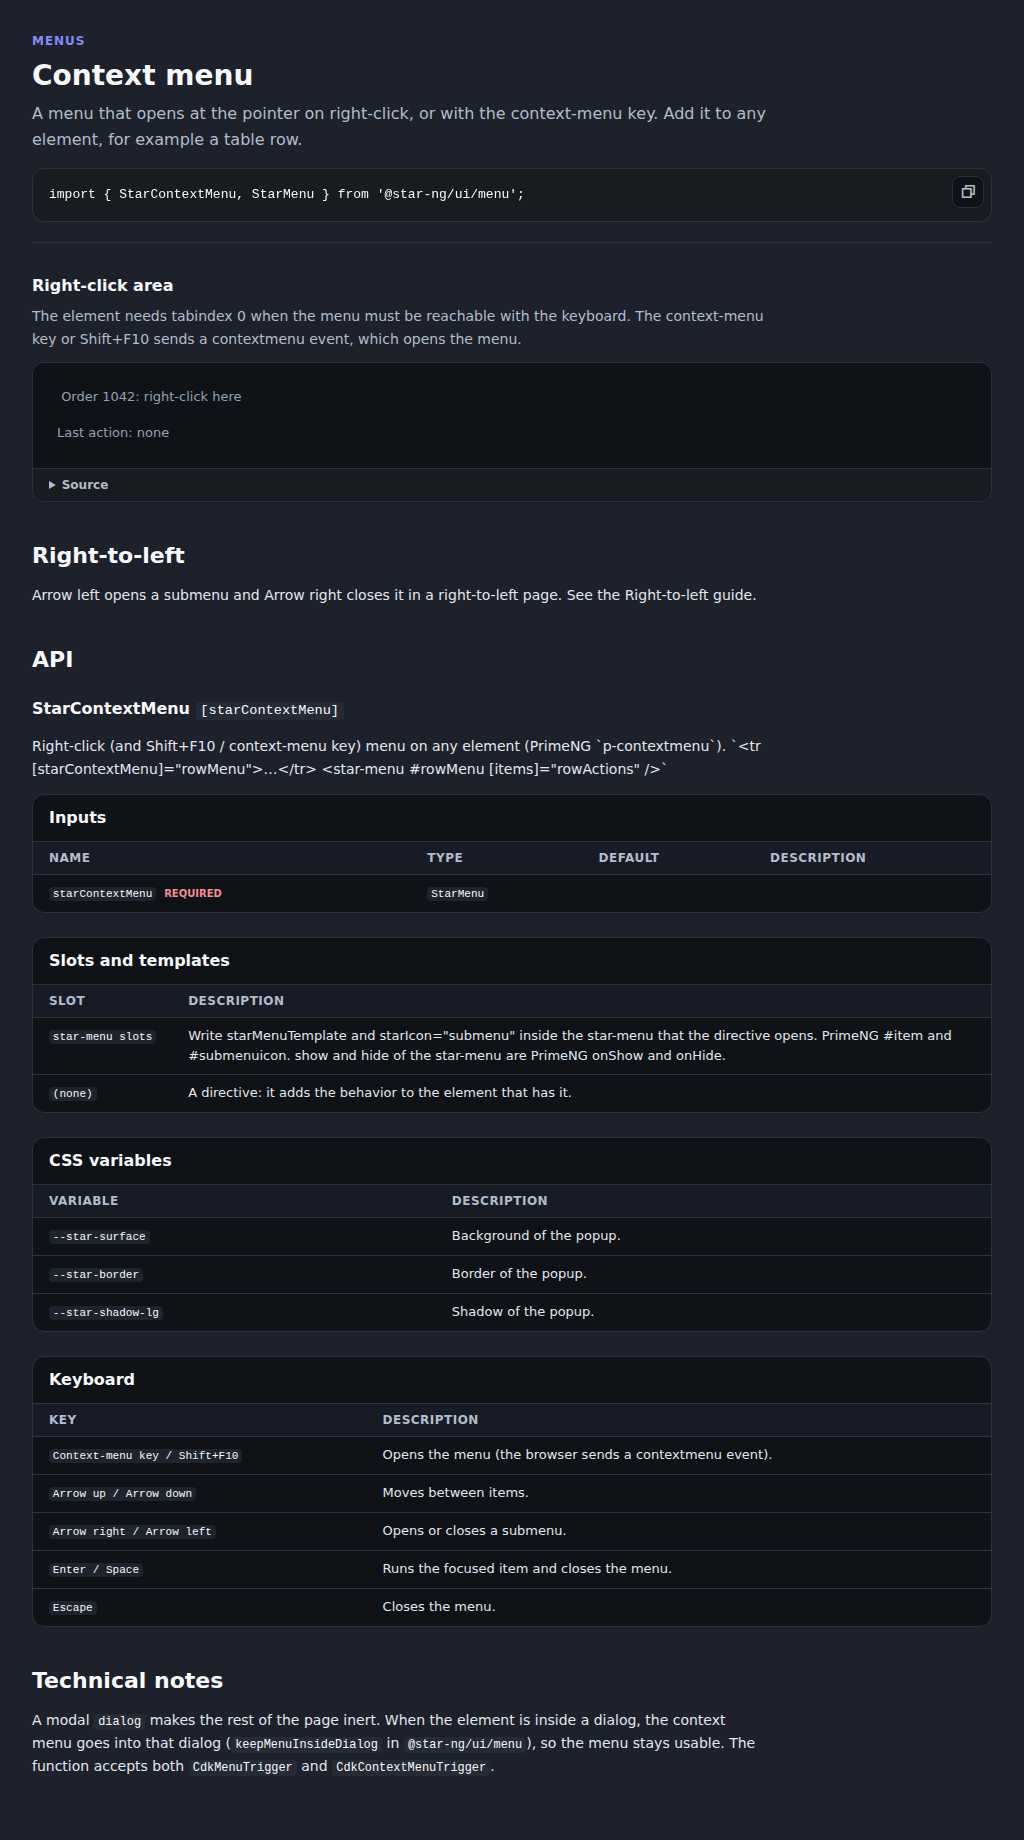 MENUS
Context menu
A menu that opens at the pointer on right-click, or with the context-menu key. Add it to any
element, for example a table row.
import { StarContextMenu, StarMenu } from '@star-ng/ui/menu';
Right-click area
The element needs tabindex 0 when the menu must be reachable with the keyboard. The context-menu
key or Shift+F10 sends a contextmenu event, which opens the menu.
Order 1042: right-click here
Last action: none
Source
Right-to-left
Arrow left opens a submenu and Arrow right closes it in a right-to-left page. See the Right-to-left guide.
API
StarContextMenu [starContextMenu]
Right-click (and Shift+F10 / context-menu key) menu on any element (PrimeNG `p-contextmenu`). `<tr
[starContextMenu]="rowMenu">…</tr> <star-menu #rowMenu [items]="rowActions" />`
Inputs
NAME TYPE DEFAULT DESCRIPTION
starContextMenu REQUIRED StarMenu
Slots and templates
SLOT DESCRIPTION
star-menu slots Write starMenuTemplate and starIcon="submenu" inside the star-menu that the directive opens. PrimeNG #item and
#submenuicon. show and hide of the star-menu are PrimeNG onShow and onHide.
(none) A directive: it adds the behavior to the element that has it.
CSS variables
VARIABLE DESCRIPTION
--star-surface Background of the popup.
--star-border Border of the popup.
--star-shadow-lg Shadow of the popup.
Keyboard
KEY DESCRIPTION
Context-menu key / Shift+F10 Opens the menu (the browser sends a contextmenu event).
Arrow up / Arrow down Moves between items.
Arrow right / Arrow left Opens or closes a submenu.
Enter / Space Runs the focused item and closes the menu.
Escape Closes the menu.
Technical notes
A modal dialog makes the rest of the page inert. When the element is inside a dialog, the context
menu goes into that dialog (keepMenuInsideDialog in @star-ng/ui/menu), so the menu stays usable. The
function accepts both CdkMenuTrigger and CdkContextMenuTrigger.